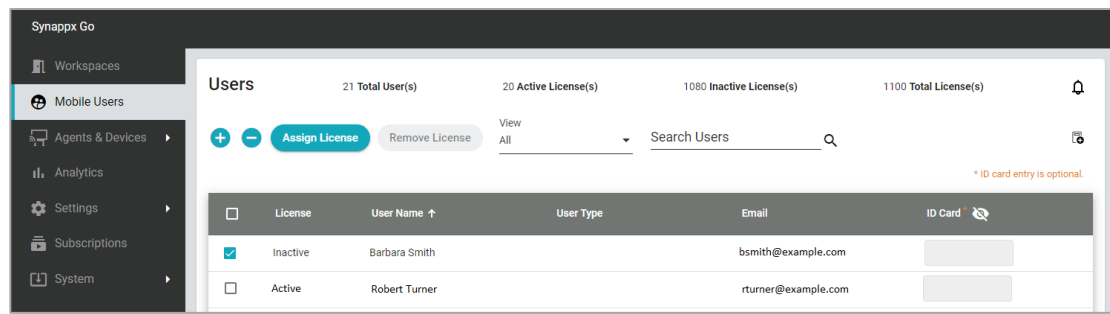 Synappx Go
Workspaces
Mobile Users
Agents & Devices
Analytics
Settings
Subscriptions
System
Users
21 Total User(s)
20 Active License(s)
1080 Inactive License(s)
1100 Total License(s)
Assign License
Remove License
View
All
Search Users
* ID card entry is optional.
License
User Name ↑
User Type
Email
ID Card *
Inactive
Barbara Smith
bsmith@example.com
Active
Robert Turner
rturner@example.com